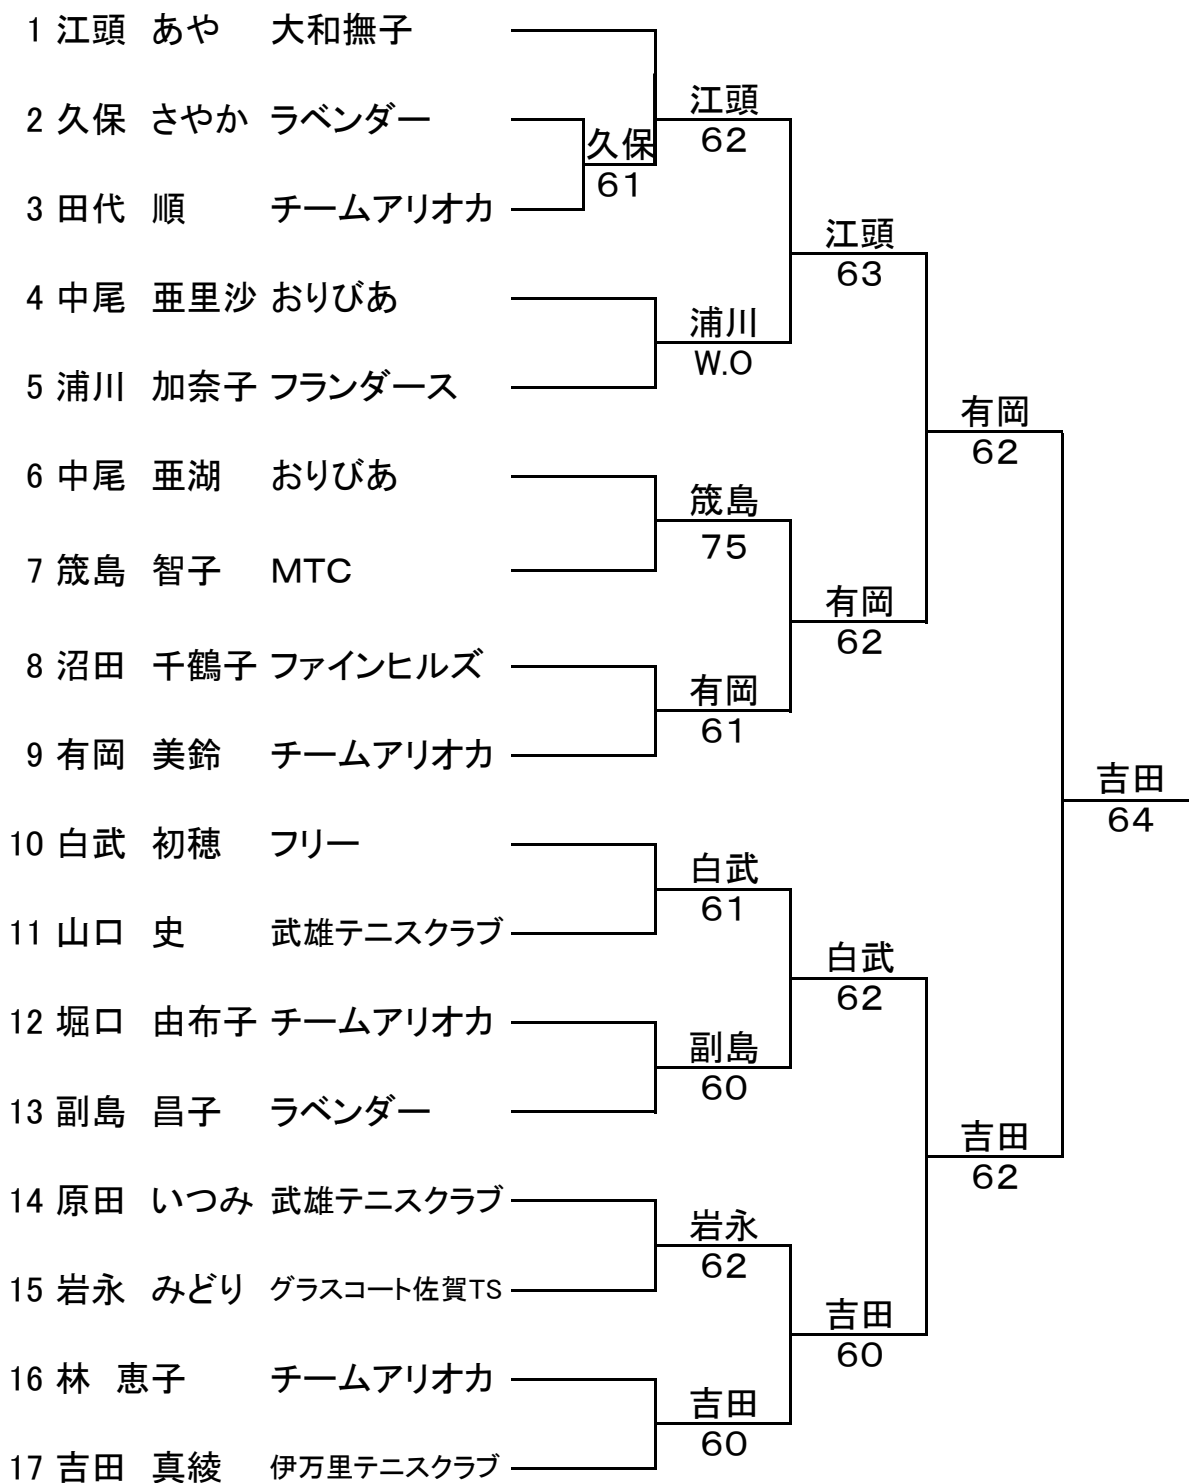 1 江頭 あや 大和撫子
2 久保 さやか ラベンダー
3 田代 順 チームアリオカ
4 中尾 亜里沙 おりびあ
5 浦川 加奈子 フランダース
6 中尾 亜湖 おりびあ
7 筬島 智子 MTC
8 沼田 千鶴子 ファインヒルズ
9 有岡 美鈴 チームアリオカ
10 白武 初穂 フリー
11 山口 史 武雄テニスクラブ
12 堀口 由布子 チームアリオカ
13 副島 昌子 ラベンダー
14 原田 いつみ 武雄テニスクラブ
15 岩永 みどり グラスコート佐賀TS
16 林 恵子 チームアリオカ
17 吉田 真綾 伊万里テニスクラブ
久保
61
江頭
62
浦川
W.O
筬島
75
有岡
61
白武
61
副島
60
岩永
62
吉田
60
江頭
63
有岡
62
白武
62
吉田
60
有岡
62
吉田
62
吉田
64